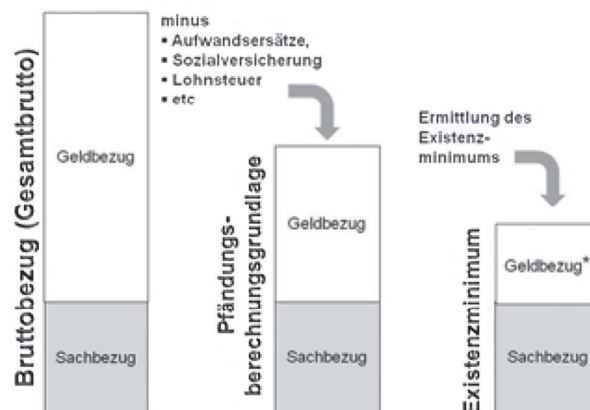 Bruttobezug (Gesamtbrutto)
Geldbezug
Sachbezug
minus
▪ Aufwandsersätze,
▪ Sozialversicherung
▪ Lohnsteuer
▪ etc
Pfändungs-
berechnungsgrundlage
Geldbezug
Sachbezug
Ermittlung des
Existenz-
minimums
Existenzminimum
Geldbezug*
Sachbezug